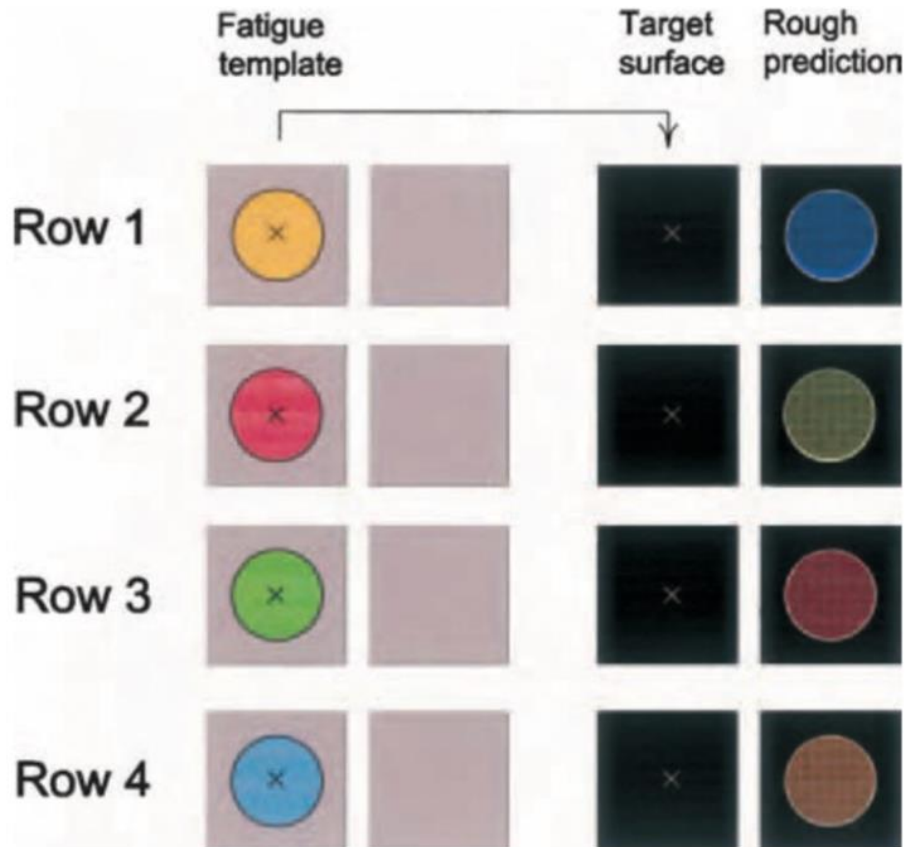 Fatigue
template
Target
surface
Rough
prediction
Row 1
Row 2
Row 3
Row 4